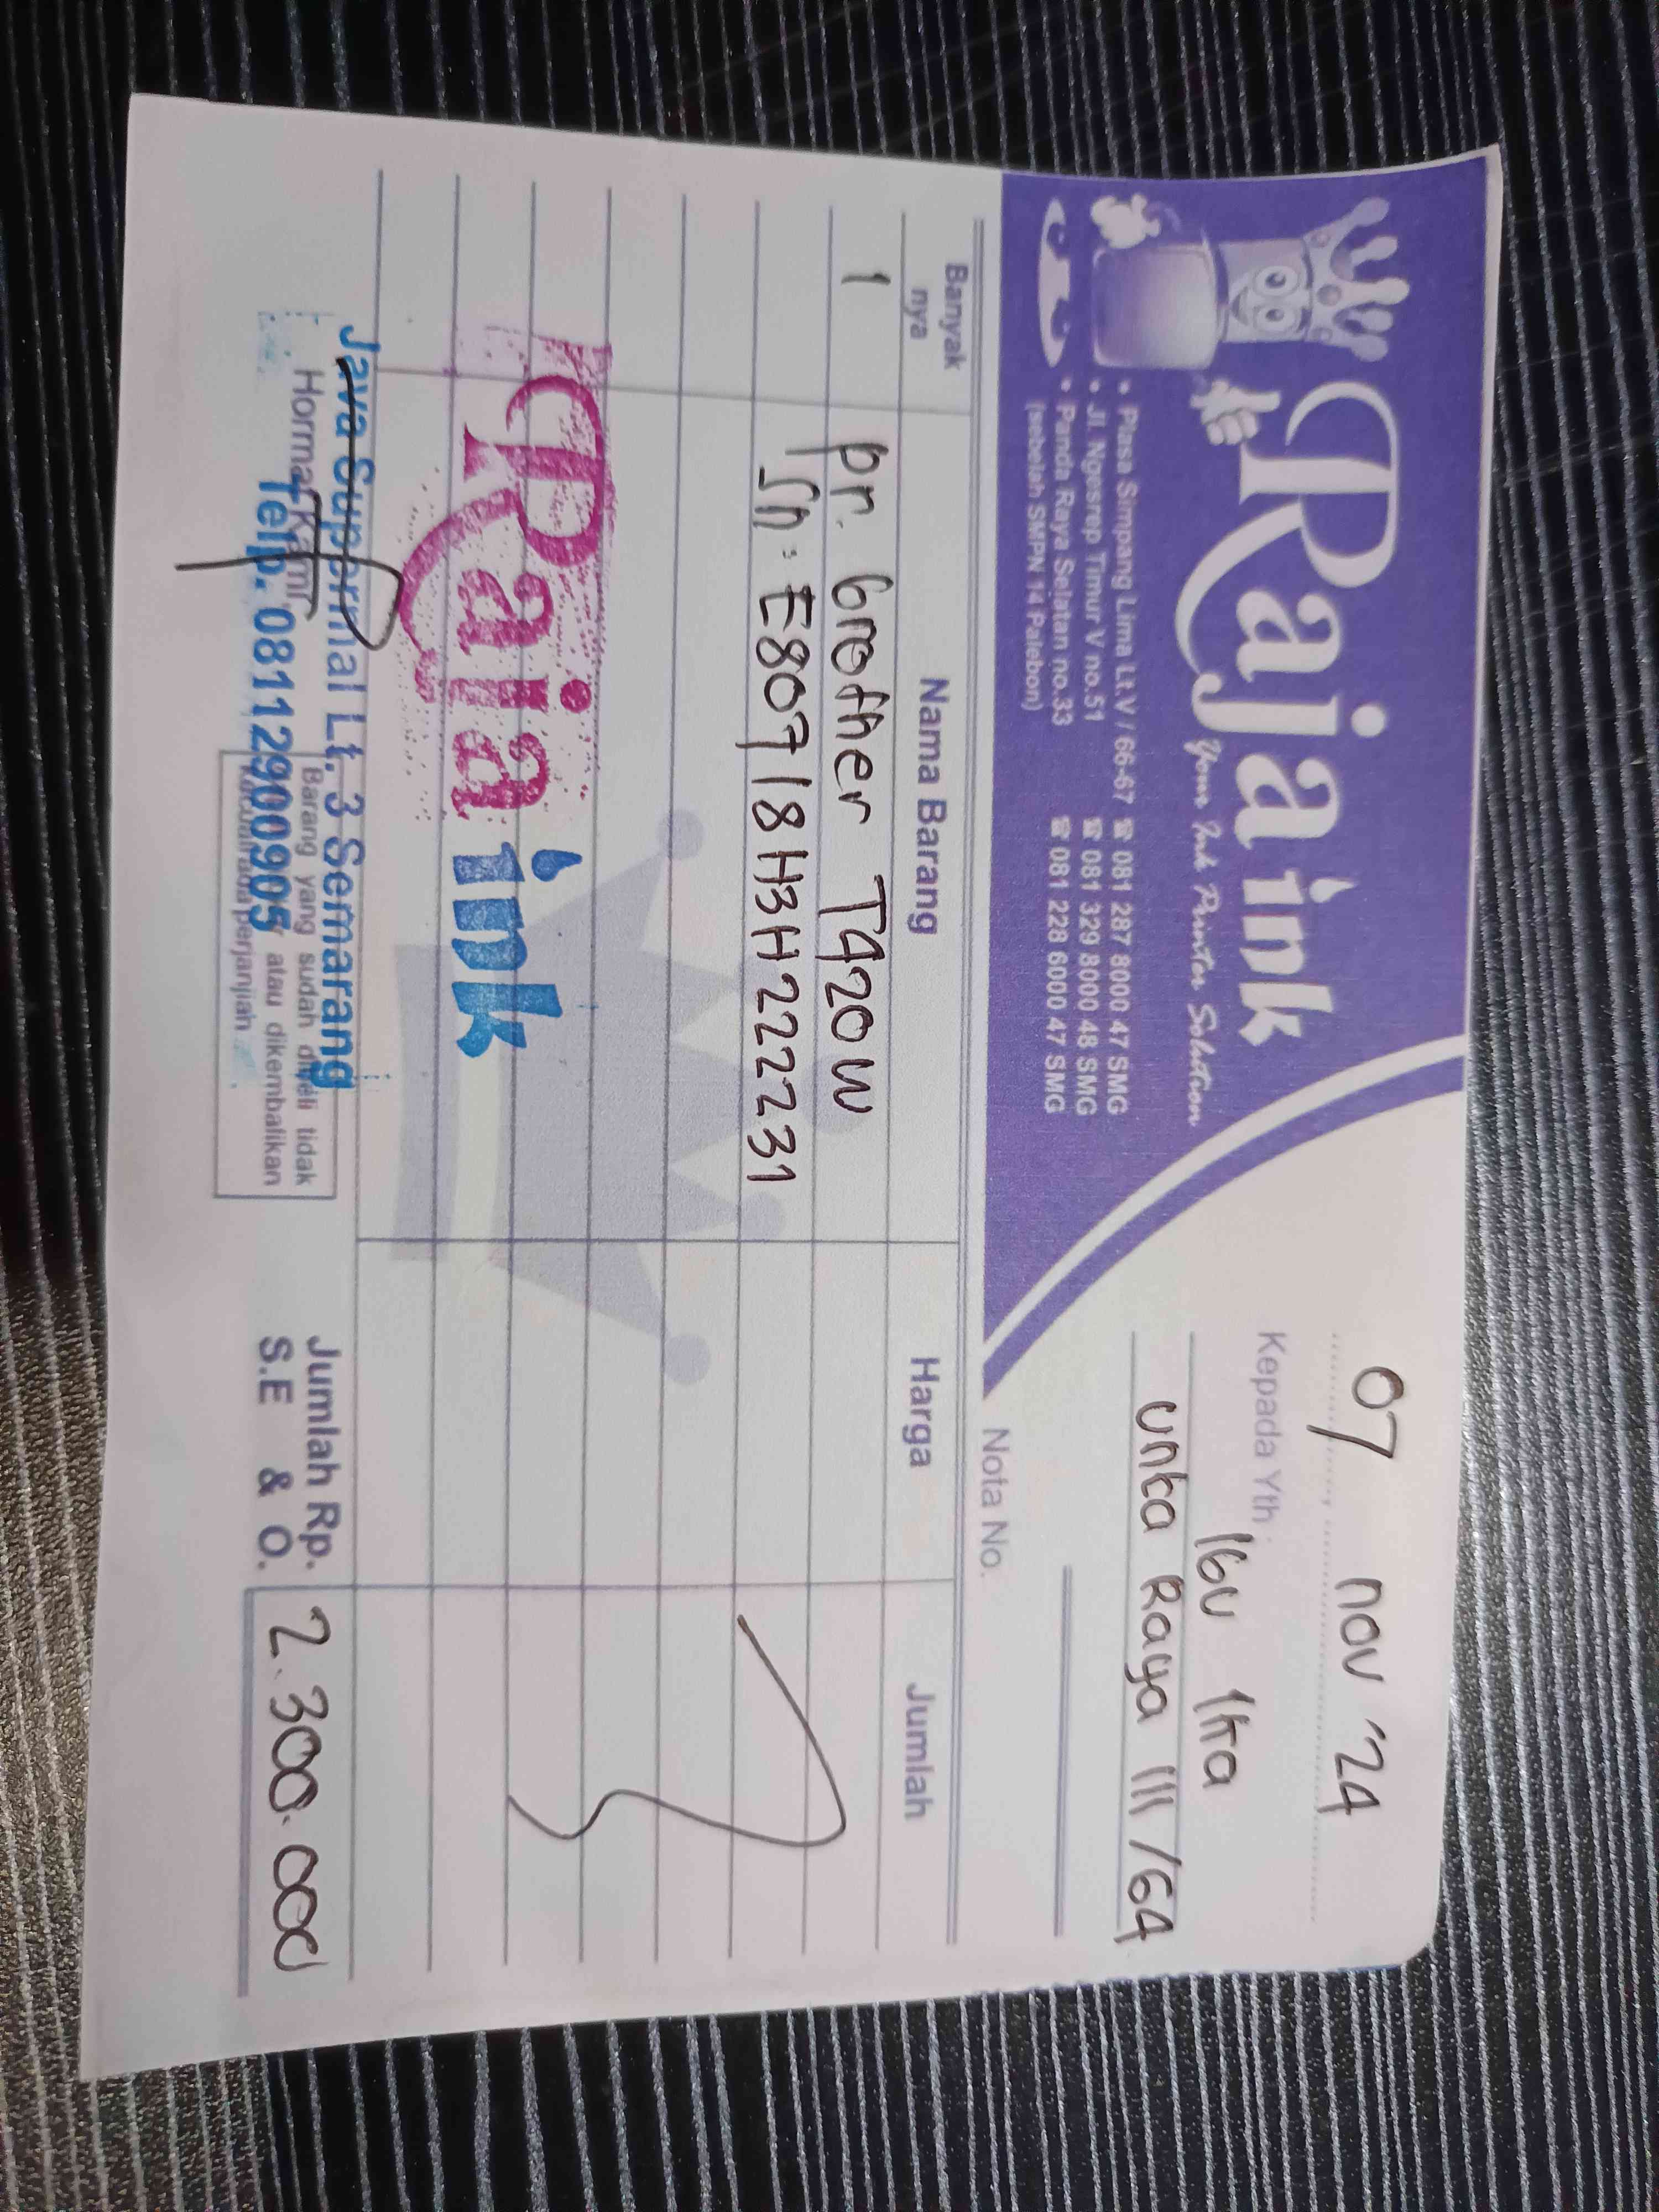 Raja ink
Your Ink Printer Solution
• Plasa Simpang Lima Lt.V / 66-67 ☎ 081 287 8000 47 SMG
• Jl. Ngesrep Timur V no.51 ☎ 081 329 8000 48 SMG
• Panda Raya Selatan no.33 ☎ 081 228 6000 47 SMG
(sebelah SMPN 14 Palebon)
07 nov '24
Kepada Yth.
Ibu Ita
Unta Raya III /64
Nota No.
Banyak nya Nama Barang Harga Jumlah
1 pr. brother T420W
Sn : E80718H3H222231
Raja ink
Java Supermal Lt. 3 Semarang
Telp. 08112900905
Hormat Kami,
Barang yang sudah dibeli tidak
atau dikembalikan
Kecuali ada perjanjian
Jumlah Rp. 2.300.000
S.E & O.